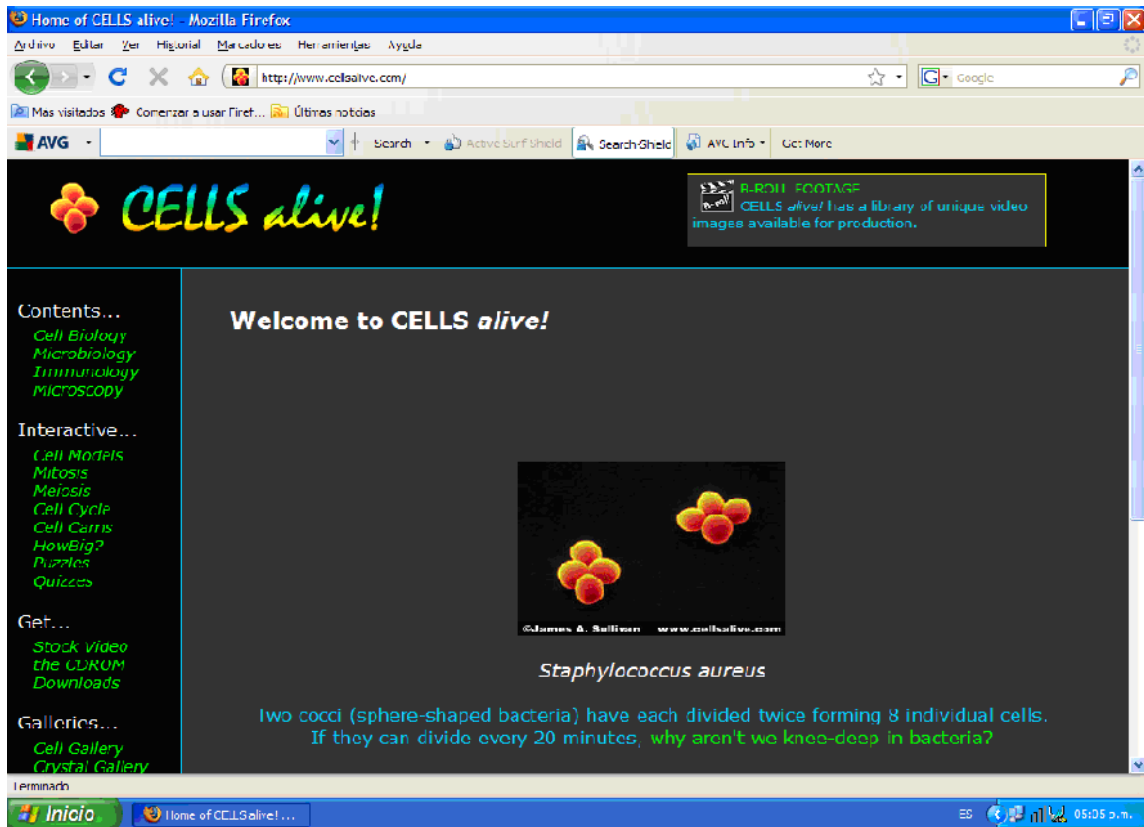 Home of CELLS alive! - Mozilla Firefox
Archivo Editar Ver Historial Marcadores Herramientas Ayuda
http://www.cellsalive.com/
Google
Mas visitados Comenzar a usar Firef... Últimas noticias
AVG Search Active Surf-Shield Search-Shield AVG Info Get More
CELLS alive!
B-ROLL FOOTAGE
CELLS alive! has a library of unique video
images available for production.
Contents...
Cell Biology
Microbiology
Immunology
Microscopy
Interactive...
Cell Models
Mitosis
Meiosis
Cell Cycle
Cell Cams
HowBig?
Puzzles
Quizzes
Get...
Stock Video
the CDROM
Downloads
Galleries...
Cell Gallery
Crystal Gallery
Welcome to CELLS alive!
©James A. Sullivan www.cellsalive.com
Staphylococcus aureus
Two cocci (sphere-shaped bacteria) have each divided twice forming 8 individual cells.
If they can divide every 20 minutes, why aren't we knee-deep in bacteria?
Terminado
Inicio Home of CELLS alive! ... ES 05:05 p.m.